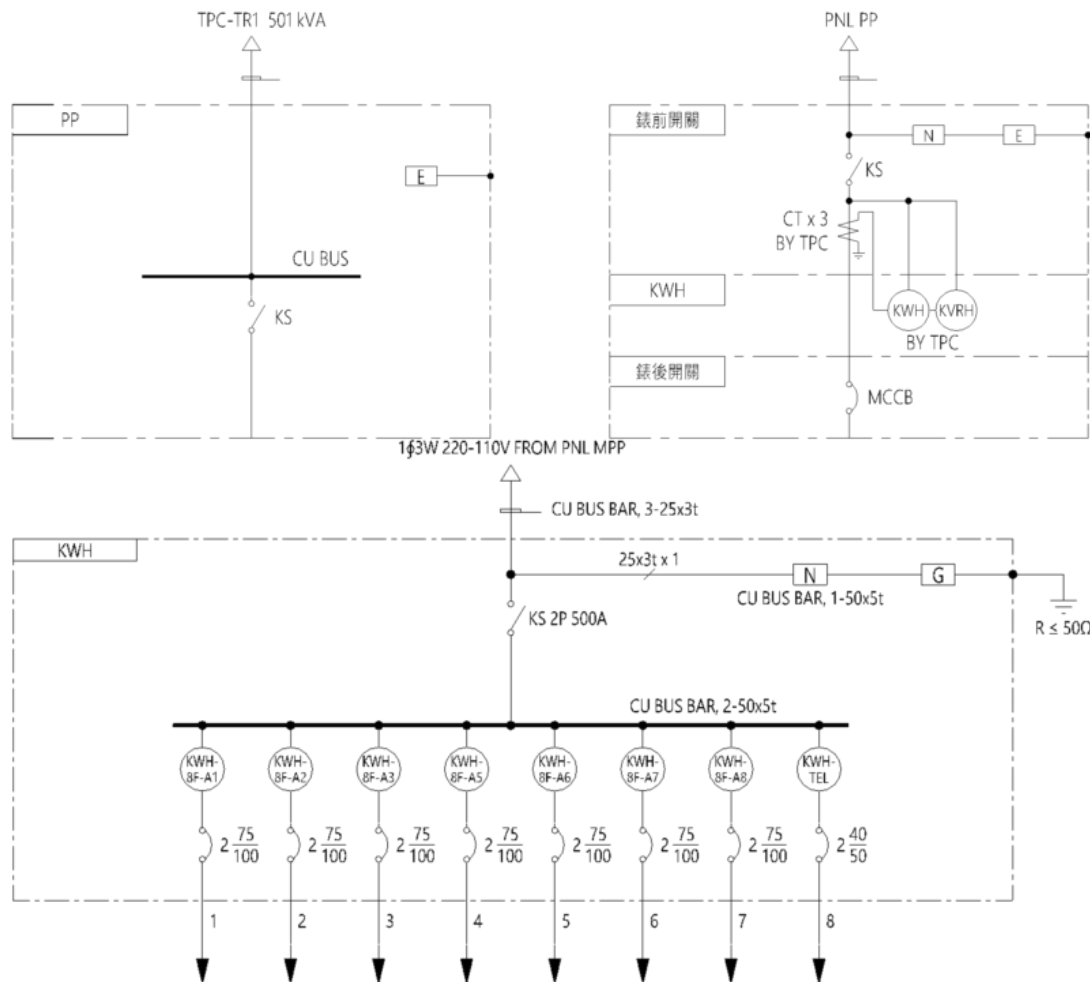 TPC-TR1 501 kVA
PP
E
CU BUS
KS
PNL PP
錶前開關
N
E
KS
CT x 3
BY TPC
KWH
KWH
KVRH
BY TPC
錶後開關
MCCB
1∮3W 220-110V FROM PNL MPP
CU BUS BAR, 3-25x3t
KWH
25x3t x 1
N
G
CU BUS BAR, 1-50x5t
KS 2P 500A
R ≤ 50Ω
CU BUS BAR, 2-50x5t
KWH-
8F-A1
KWH-
8F-A2
KWH-
8F-A3
KWH-
8F-A5
KWH-
8F-A6
KWH-
8F-A7
KWH-
8F-A8
KWH-
TEL
2 75/100
2 75/100
2 75/100
2 75/100
2 75/100
2 75/100
2 75/100
2 40/50
1 2 3 4 5 6 7 8